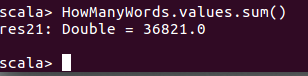 scala> HowManyWords.values.sum()
res21: Double = 36821.0
scala>